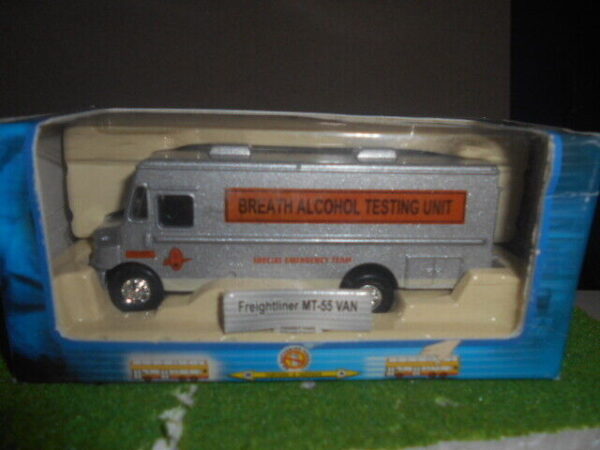 BREATH ALCOHOL TESTING UNIT
SPECIAL EMERGENCY TEAM
Freightliner MT-55 VAN